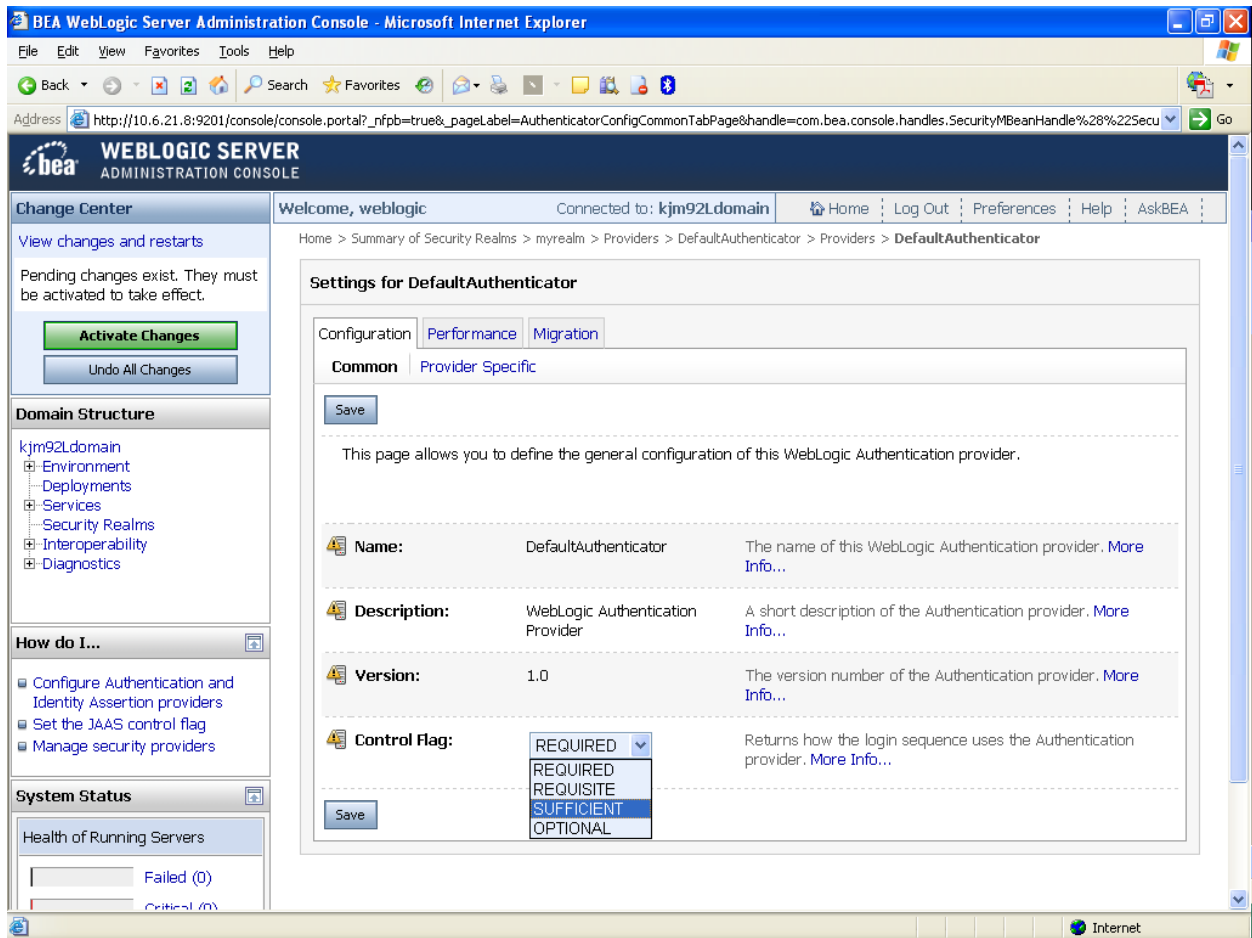 BEA WebLogic Server Administration Console - Microsoft Internet Explorer
File Edit View Favorites Tools Help
Back Search Favorites
Address http://10.6.21.8:9201/console/console.portal?_nfpb=true&_pageLabel=AuthenticatorConfigCommonTabPage&handle=com.bea.console.handles.SecurityMBeanHandle%28%22Secu Go
bea WEBLOGIC SERVER
ADMINISTRATION CONSOLE
Change Center
View changes and restarts
Pending changes exist. They must
be activated to take effect.
Activate Changes
Undo All Changes
Domain Structure
kjm92Ldomain
Environment
Deployments
Services
Security Realms
Interoperability
Diagnostics
How do I...
Configure Authentication and
Identity Assertion providers
Set the JAAS control flag
Manage security providers
System Status
Health of Running Servers
Failed (0)
Critical (0)
Welcome, weblogic Connected to: kjm92Ldomain Home Log Out Preferences Help AskBEA
Home > Summary of Security Realms > myrealm > Providers > DefaultAuthenticator > Providers > DefaultAuthenticator
Settings for DefaultAuthenticator
Configuration Performance Migration
Common Provider Specific
Save
This page allows you to define the general configuration of this WebLogic Authentication provider.
Name: DefaultAuthenticator The name of this WebLogic Authentication provider. More
Info...
Description: WebLogic Authentication A short description of the Authentication provider. More
Provider Info...
Version: 1.0 The version number of the Authentication provider. More
Info...
Control Flag: REQUIRED Returns how the login sequence uses the Authentication
provider. More Info...
REQUIRED
REQUISITE
SUFFICIENT
OPTIONAL
Save
Internet